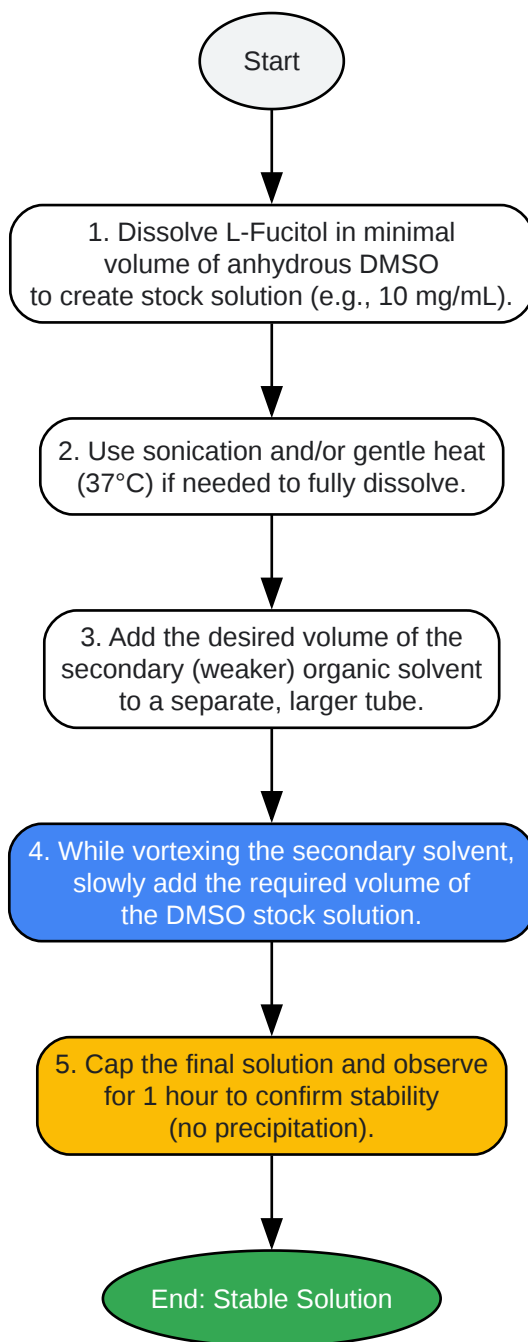 Start
1. Dissolve L-Fucitol in minimal
volume of anhydrous DMSO
to create stock solution (e.g., 10 mg/mL).
2. Use sonication and/or gentle heat
(37°C) if needed to fully dissolve.
3. Add the desired volume of the
secondary (weaker) organic solvent
to a separate, larger tube.
4. While vortexing the secondary solvent,
slowly add the required volume of
the DMSO stock solution.
5. Cap the final solution and observe
for 1 hour to confirm stability
(no precipitation).
End: Stable Solution